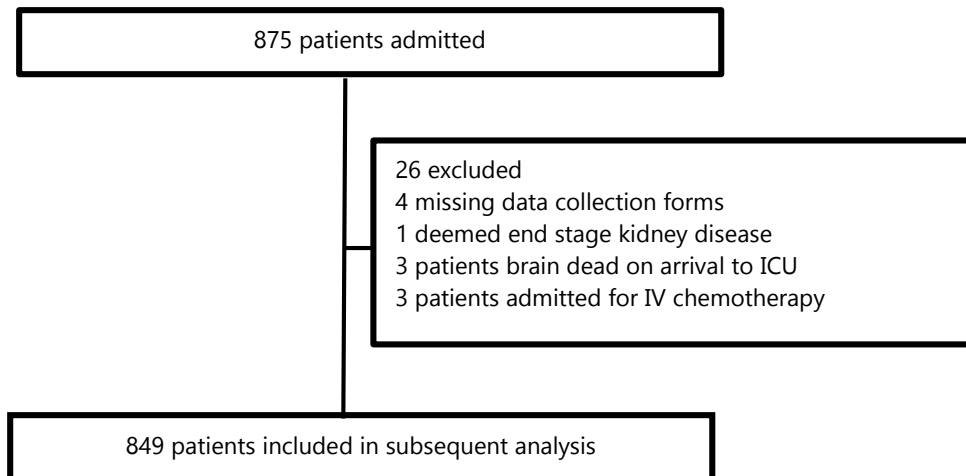 875 patients admitted
26 excluded
4 missing data collection forms
1 deemed end stage kidney disease
3 patients brain dead on arrival to ICU
3 patients admitted for IV chemotherapy
849 patients included in subsequent analysis